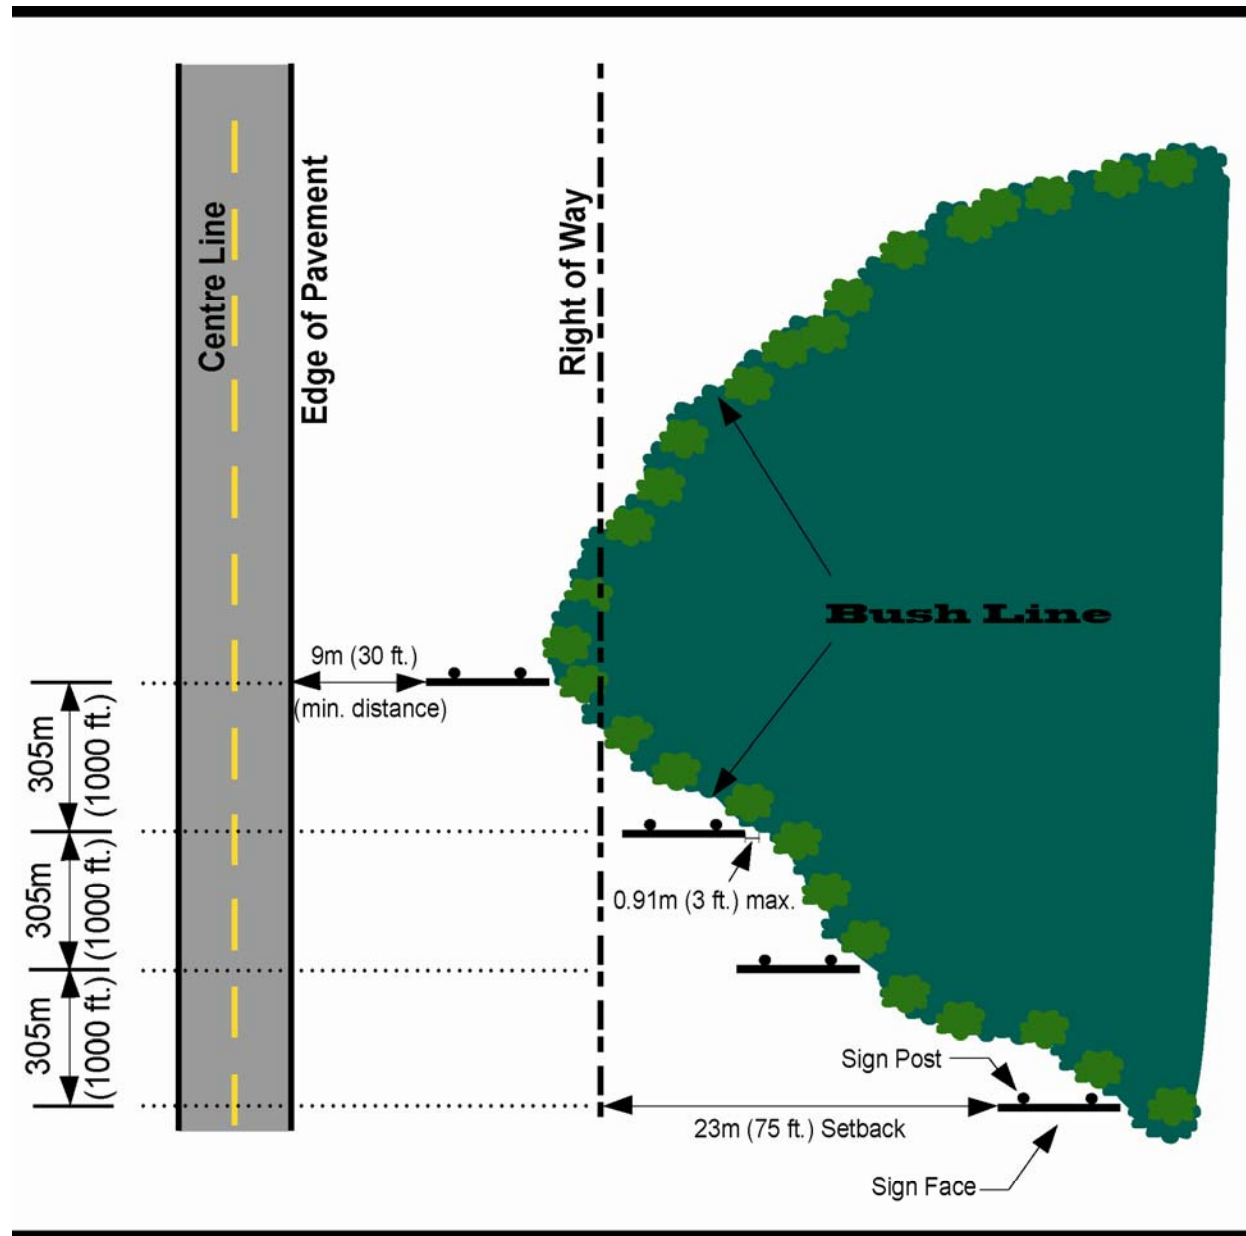 Centre Line
Edge of Pavement
Right of Way
Bush Line
9m (30 ft.)
(min. distance)
305m
(1000 ft.)
305m
(1000 ft.)
0.91m (3 ft.) max.
305m
(1000 ft.)
Sign Post
23m (75 ft.) Setback
Sign Face